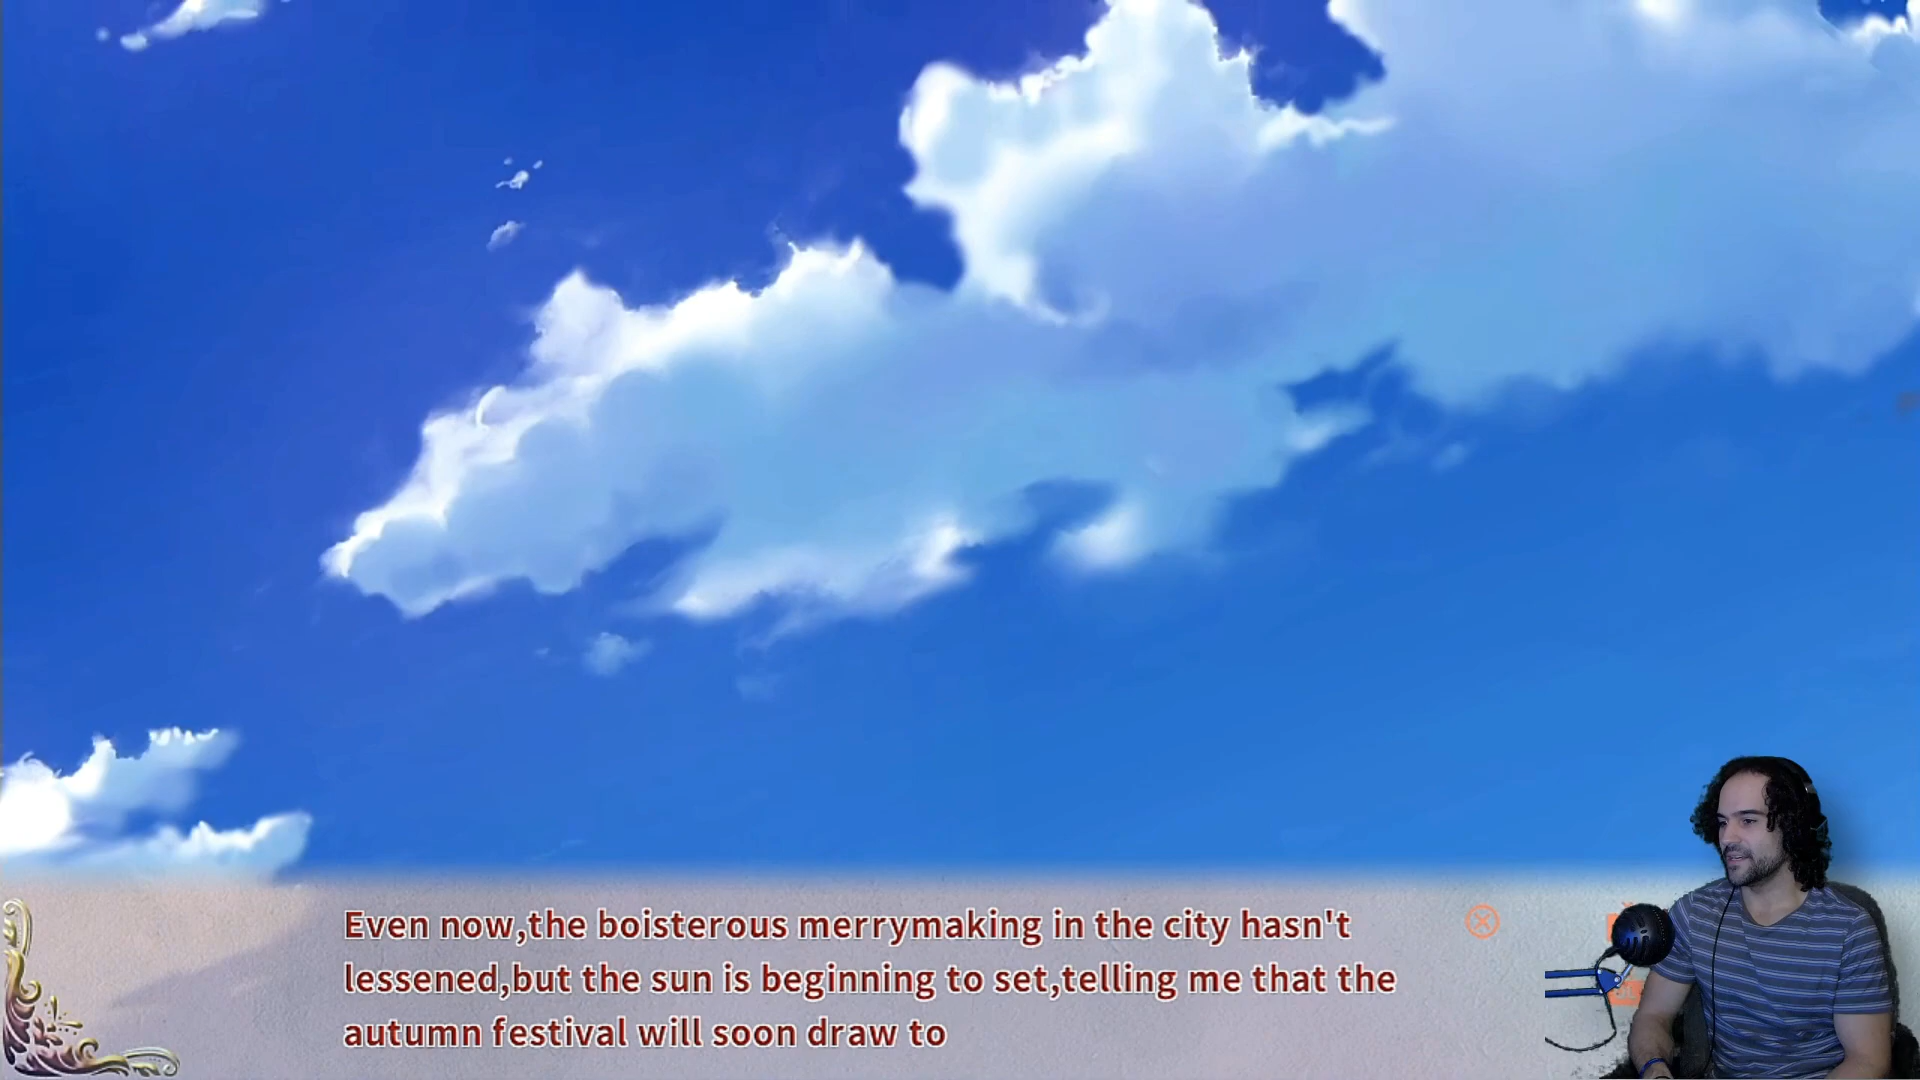 Even now,the boisterous merrymaking in the city hasn't
lessened,but the sun is beginning to set,telling me that the
autumn festival will soon draw to